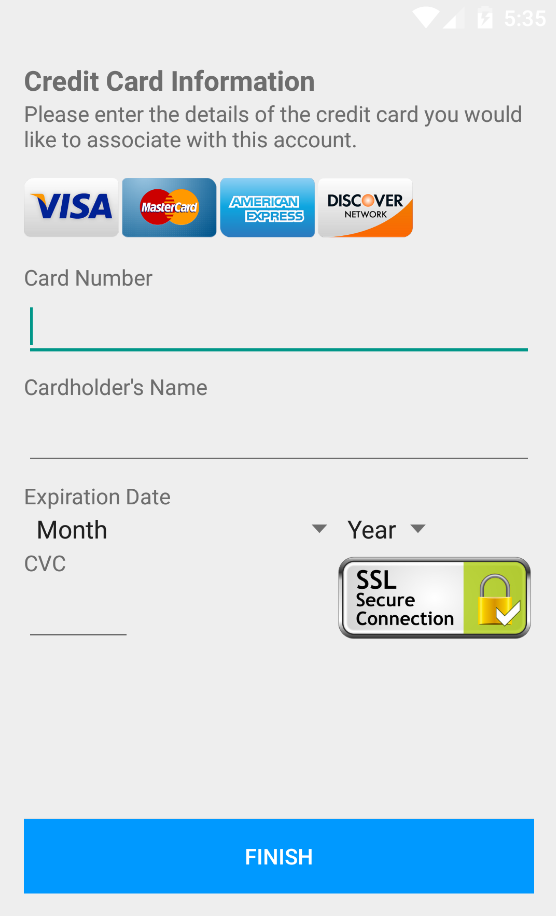 5:35
Credit Card Information
Please enter the details of the credit card you would
like to associate with this account.
VISA
MasterCard
AMERICAN
EXPRESS
DISCOVER
NETWORK
Card Number
Cardholder's Name
Expiration Date
Month
Year
CVC
SSL
Secure
Connection
FINISH